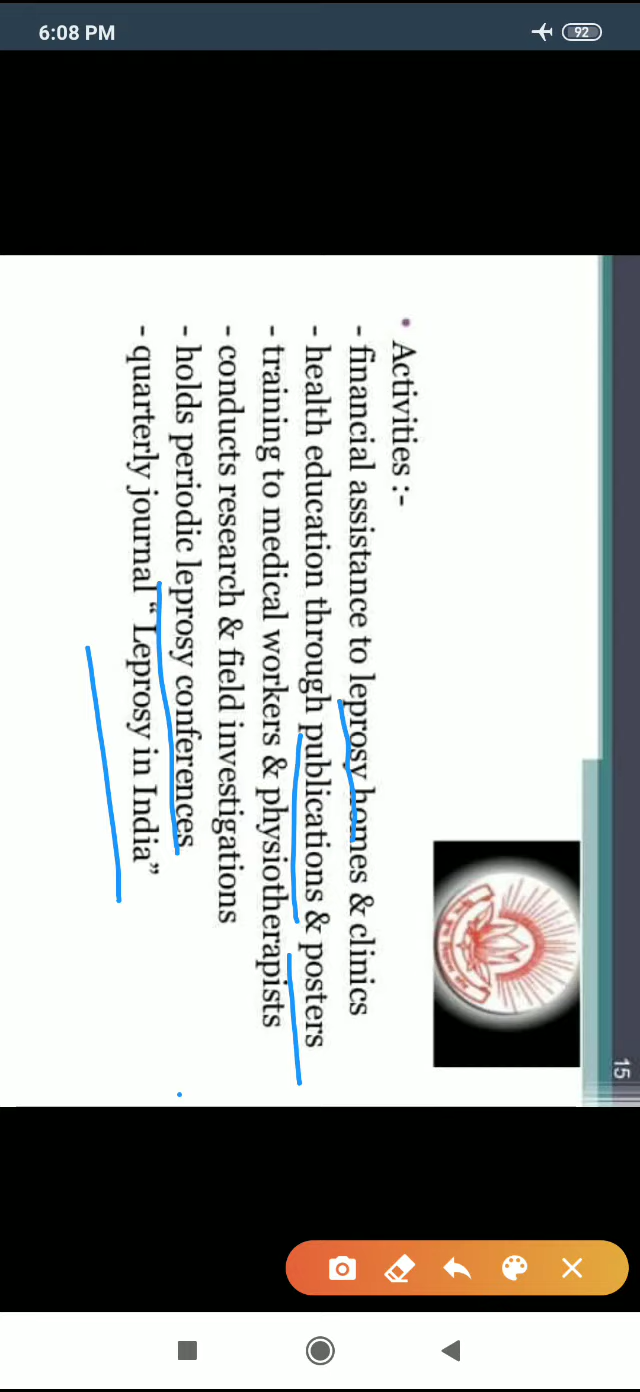 6:08 PM
92
15
• Activities :-
- financial assistance to leprosy homes & clinics
- health education through publications & posters
- training to medical workers & physiotherapists
- conducts research & field investigations
- holds periodic leprosy conferences
- quarterly journal “ Leprosy in India”